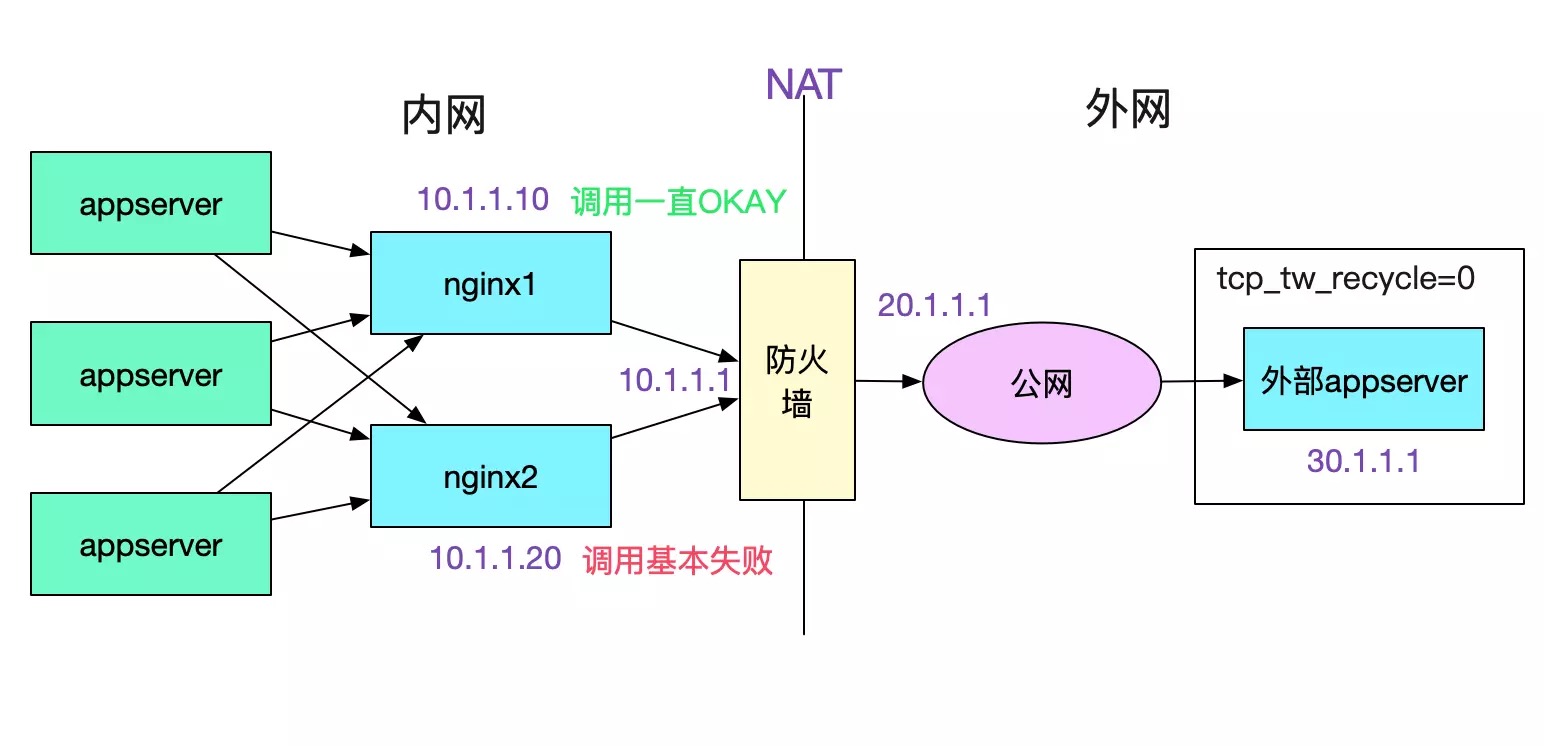 NAT
内网
外网
appserver
10.1.1.10
调用一直OKAY
nginx1
appserver
10.1.1.1
防火
墙
20.1.1.1
公网
tcp_tw_recycle=0
外部appserver
30.1.1.1
nginx2
appserver
10.1.1.20
调用基本失败